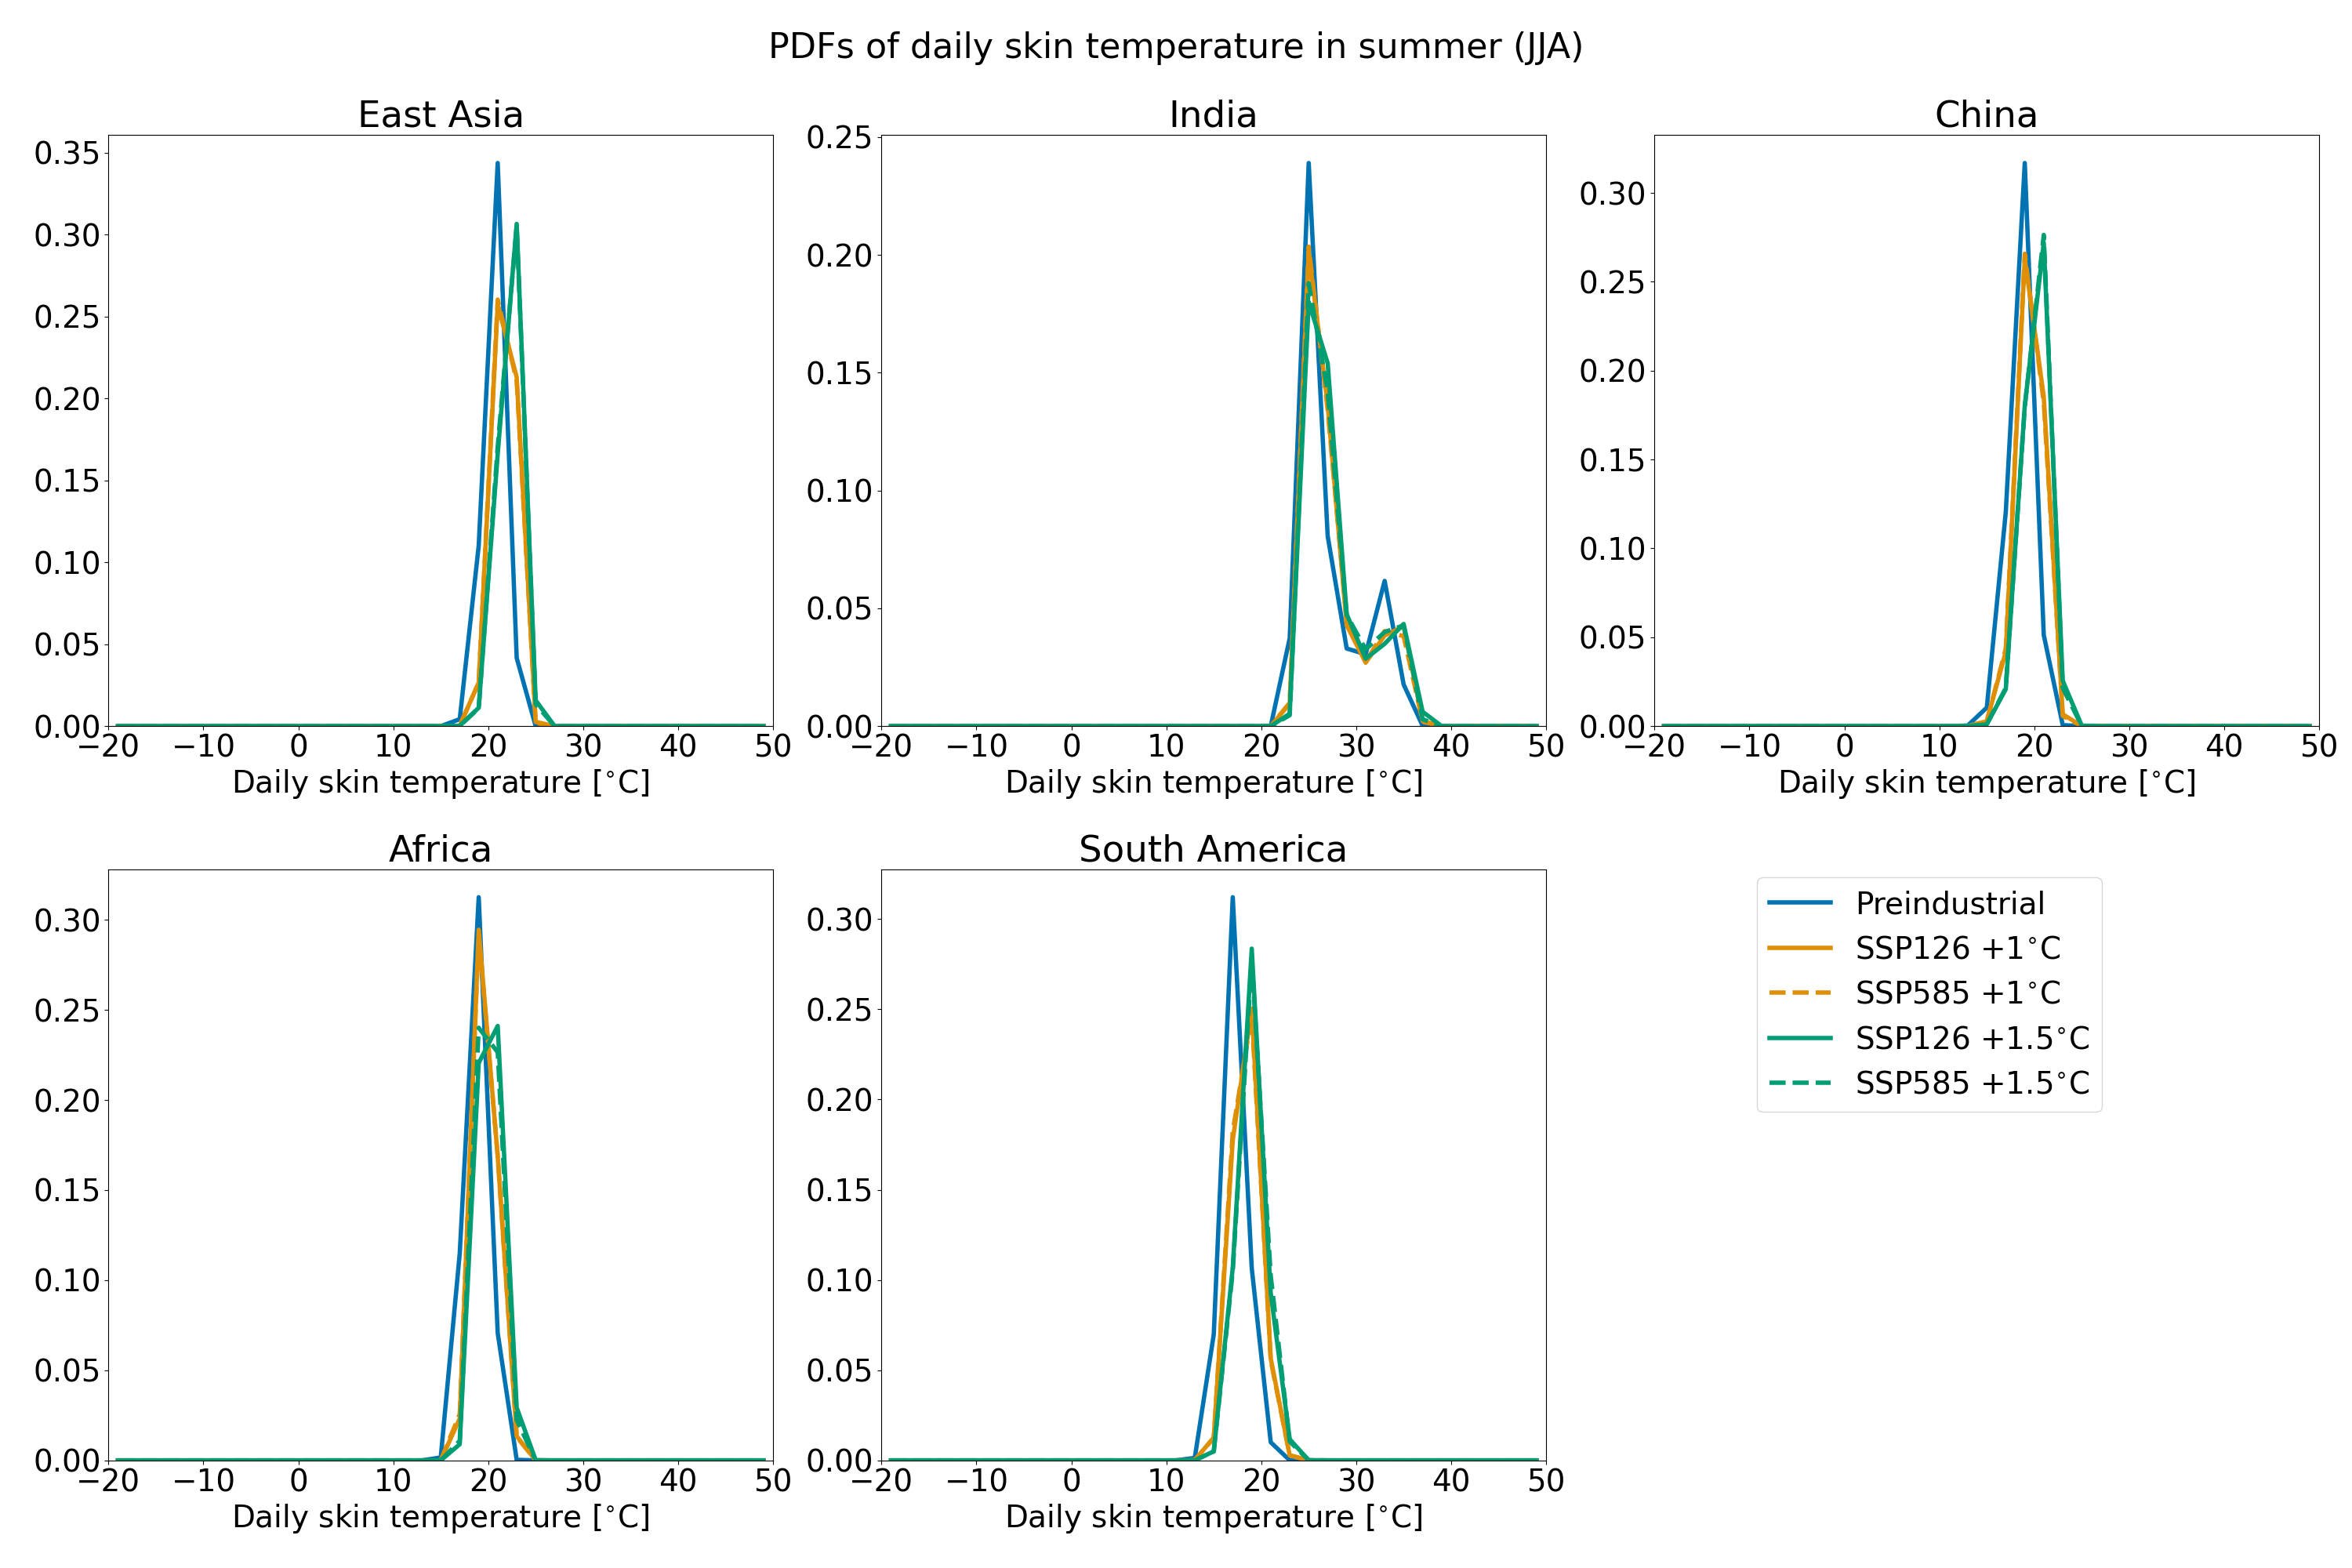 PDFs of daily skin temperature in summer (JJA)
East Asia
0.35
0.30
0.25
0.20
0.15
0.10
0.05
0.00
−20 −10 0 10 20 30 40 50
Daily skin temperature [°C]
India
0.25
0.20
0.15
0.10
0.05
0.00
−20 −10 0 10 20 30 40 50
Daily skin temperature [°C]
China
0.30
0.25
0.20
0.15
0.10
0.05
0.00
−20 −10 0 10 20 30 40 50
Daily skin temperature [°C]
Africa
0.30
0.25
0.20
0.15
0.10
0.05
0.00
−20 −10 0 10 20 30 40 50
Daily skin temperature [°C]
South America
0.30
0.25
0.20
0.15
0.10
0.05
0.00
−20 −10 0 10 20 30 40 50
Daily skin temperature [°C]
Preindustrial
SSP126 +1°C
SSP585 +1°C
SSP126 +1.5°C
SSP585 +1.5°C